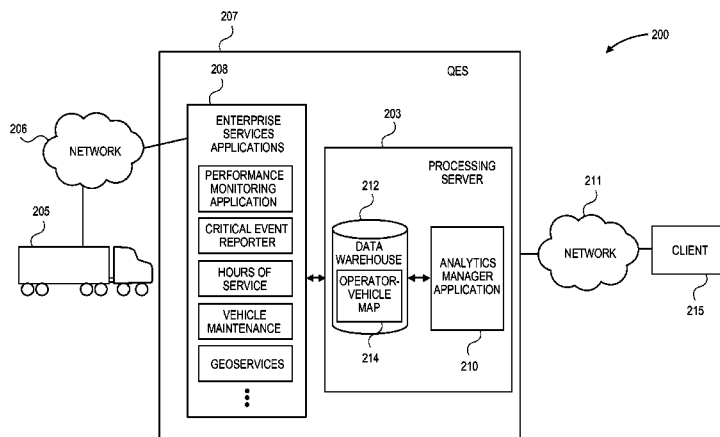 207
200
QES
208
206
ENTERPRISE
SERVICES
APPLICATIONS
203
NETWORK
PERFORMANCE
MONITORING
APPLICATION
PROCESSING
SERVER
212
211
205
CRITICAL EVENT
REPORTER
DATA
WAREHOUSE
ANALYTICS
MANAGER
APPLICATION
NETWORK
CLIENT
HOURS OF
SERVICE
OPERATOR-
VEHICLE
MAP
215
VEHICLE
MAINTENANCE
214
210
GEOSERVICES